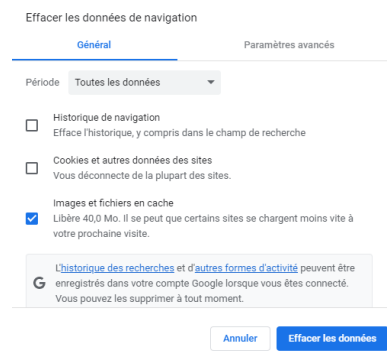 Effacer les données de navigation
Général
Paramètres avancés
Période Toutes les données
Historique de navigation
Efface l'historique, y compris dans le champ de recherche
Cookies et autres données des sites
Vous déconnecte de la plupart des sites.
Images et fichiers en cache
Libère 40,0 Mo. Il se peut que certains sites se chargent moins vite à
votre prochaine visite.
L'historique des recherches et d'autres formes d'activité peuvent être
G enregistrés dans votre compte Google lorsque vous êtes connecté.
Vous pouvez les supprimer à tout moment.
Annuler
Effacer les données